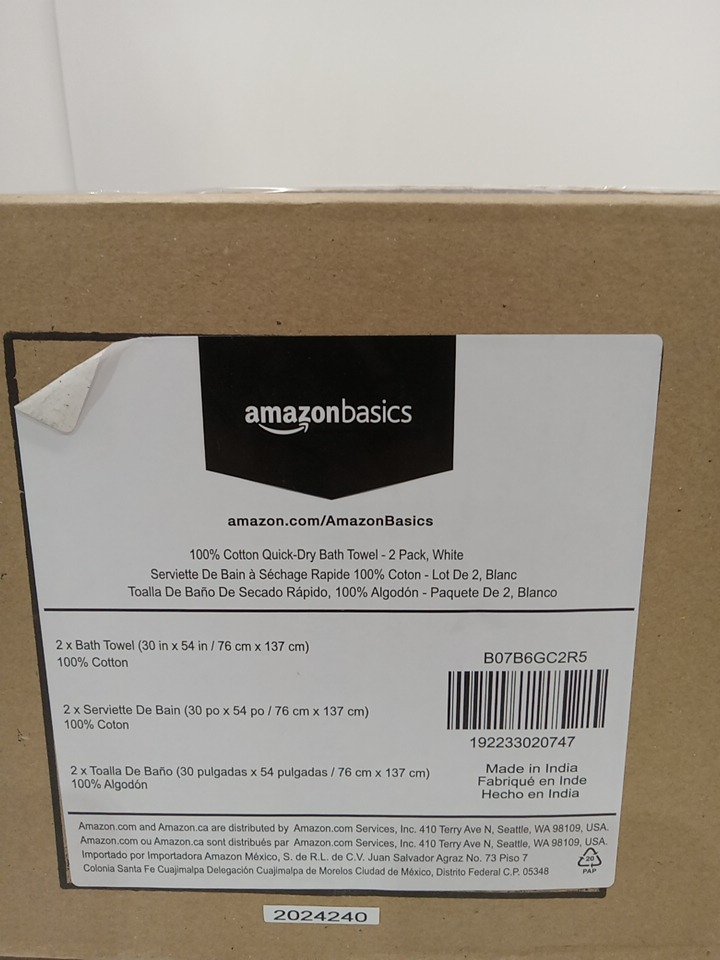 amazonbasics
amazon.com/AmazonBasics
100% Cotton Quick-Dry Bath Towel - 2 Pack, White
Serviette De Bain à Séchage Rapide 100% Coton - Lot De 2, Blanc
Toalla De Baño De Secado Rápido, 100% Algodón - Paquete De 2, Blanco
2 x Bath Towel (30 in x 54 in / 76 cm x 137 cm)
100% Cotton
2 x Serviette De Bain (30 po x 54 po / 76 cm x 137 cm)
100% Coton
2 x Toalla De Baño (30 pulgadas x 54 pulgadas / 76 cm x 137 cm)
100% Algodón
B07B6GC2R5
192233020747
Made in India
Fabriqué en Inde
Hecho en India
Amazon.com and Amazon.ca are distributed by Amazon.com Services, Inc. 410 Terry Ave N, Seattle, WA 98109, USA.
Amazon.com ou Amazon.ca sont distribués par Amazon.com Services, Inc. 410 Terry Ave N, Seattle, WA 98109, USA.
Importado por Importadora Amazon México, S. de R.L. de C.V. Juan Salvador Agraz No. 73 Piso 7
Colonia Santa Fe Cuajimalpa Delegación Cuajimalpa de Morelos Ciudad de México, Distrito Federal C.P. 05348
20
PAP
2024240